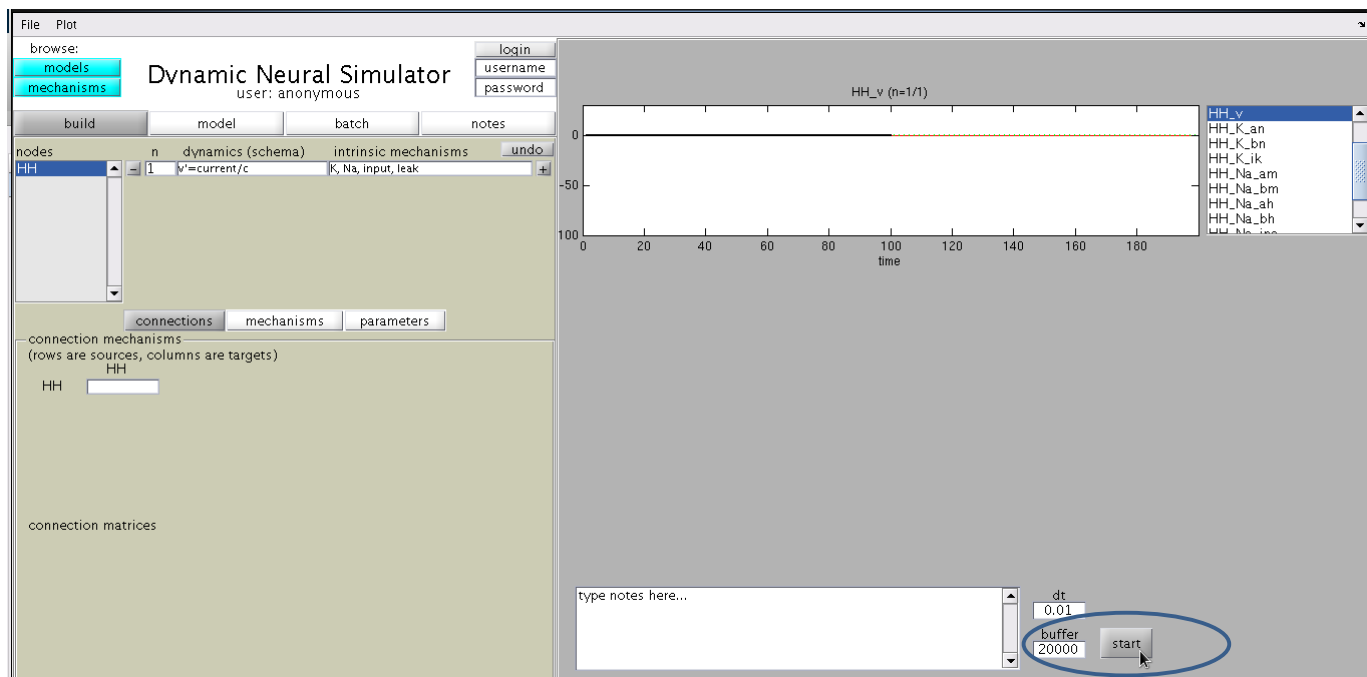 File Plot
browse:
models
mechanisms
Dynamic Neural Simulator
user: anonymous
login
username
password
build model batch notes
nodes n dynamics (schema) intrinsic mechanisms undo
HH - 1 v'=current/c K, Na, input, leak +
connections mechanisms parameters
connection mechanisms
(rows are sources, columns are targets)
HH
HH
connection matrices
HH_v (n=1/1)
0
-50
100
0 20 40 60 80 100 120 140 160 180
time
HH_v
HH_K_an
HH_K_bn
HH_K_ik
HH_Na_am
HH_Na_bm
HH_Na_ah
HH_Na_bh
type notes here...
dt
0.01
buffer
20000
start